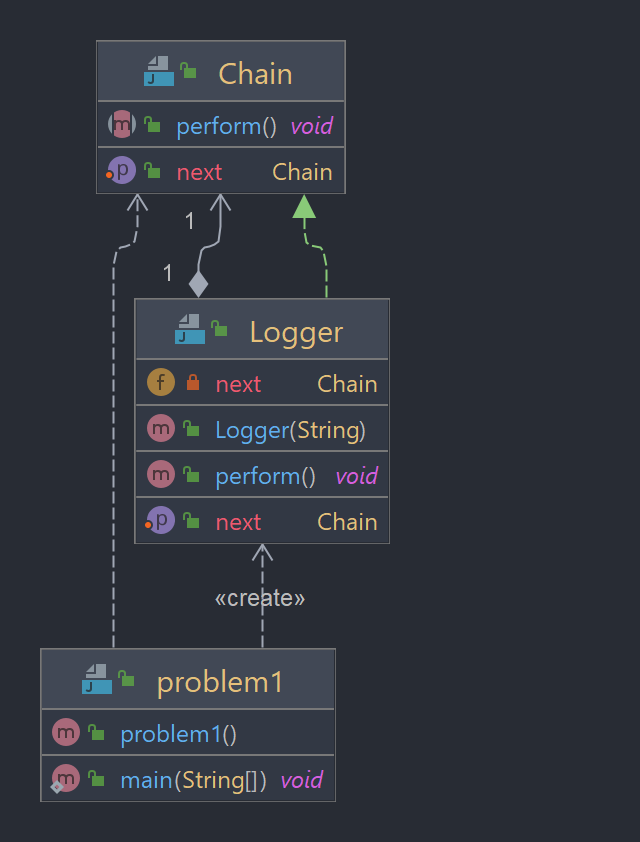 Chain
m perform() void
p next Chain
1
1
J Logger
f next Chain
m Logger(String)
m perform() void
p next Chain
«create»
J problem1
m problem1()
m main(String[]) void